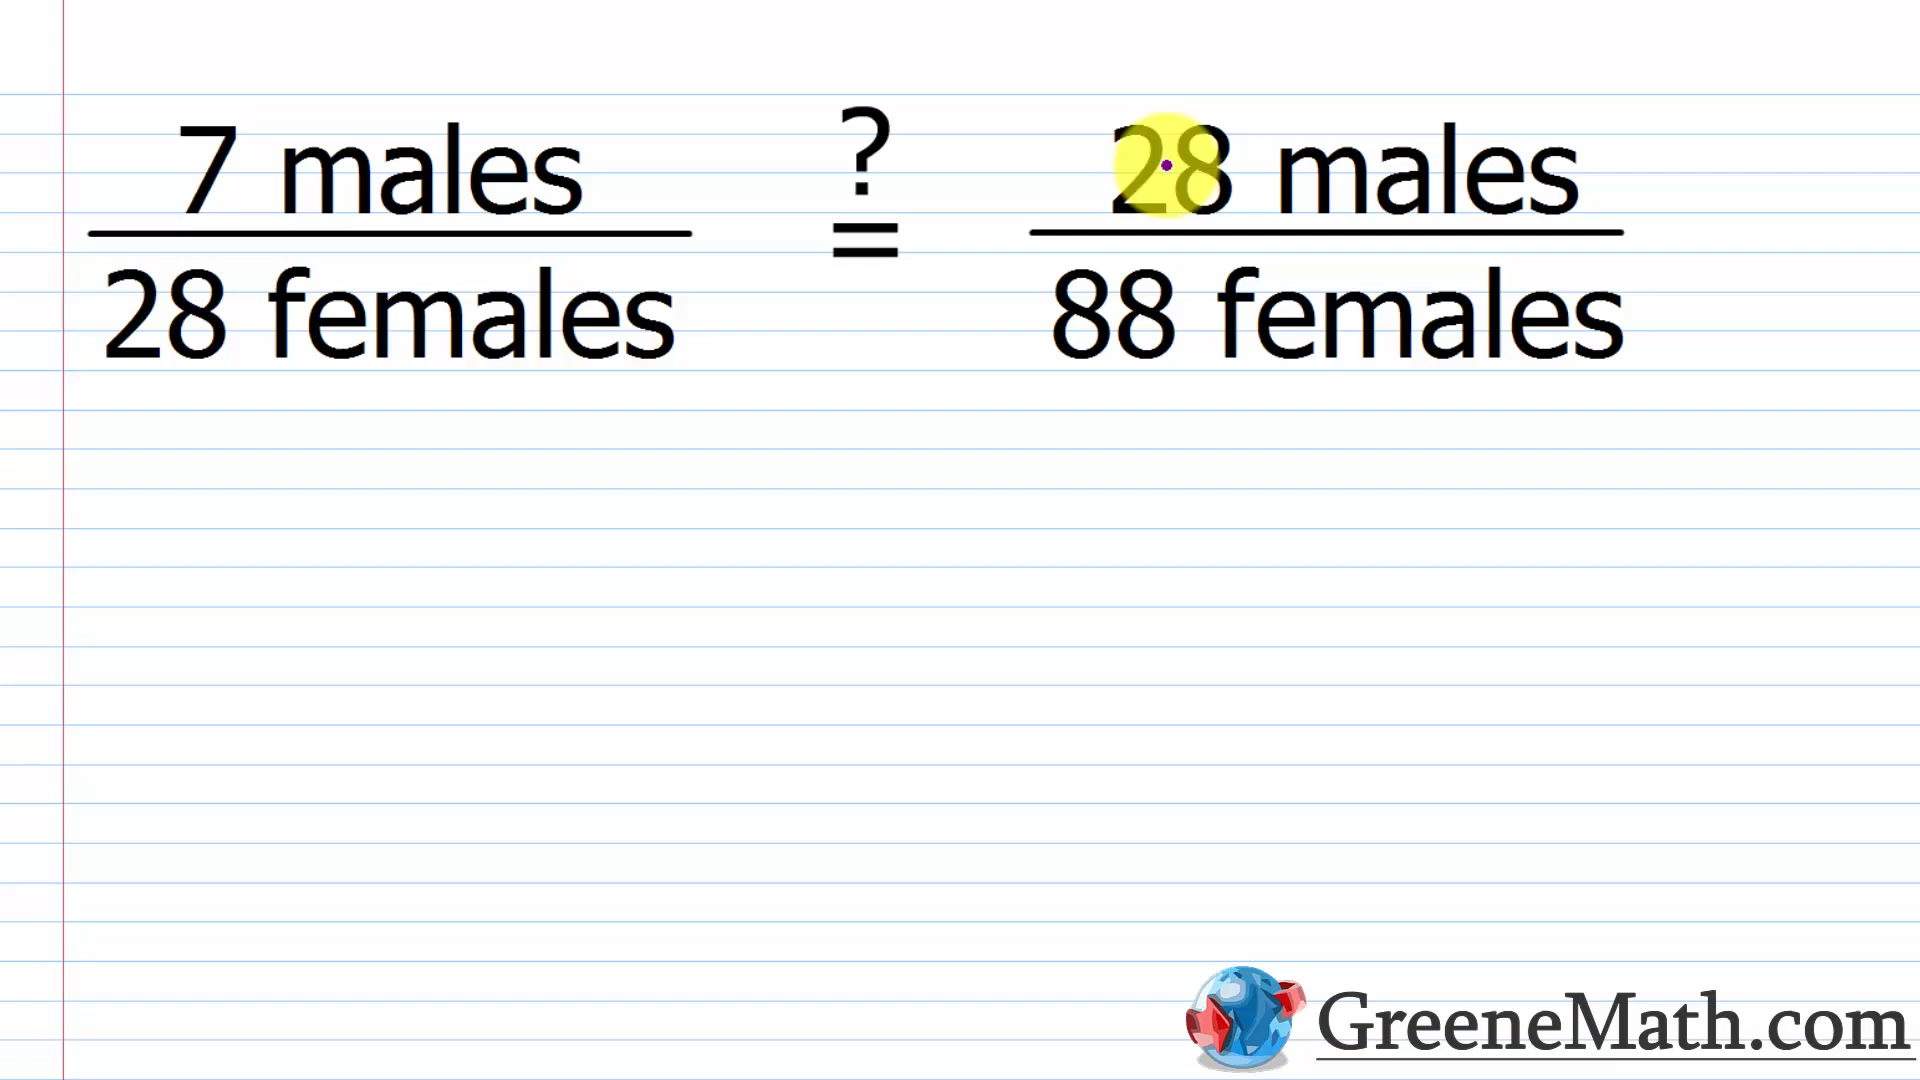 7 males
28 females
?
=
28 males
88 females
GreeneMath.com